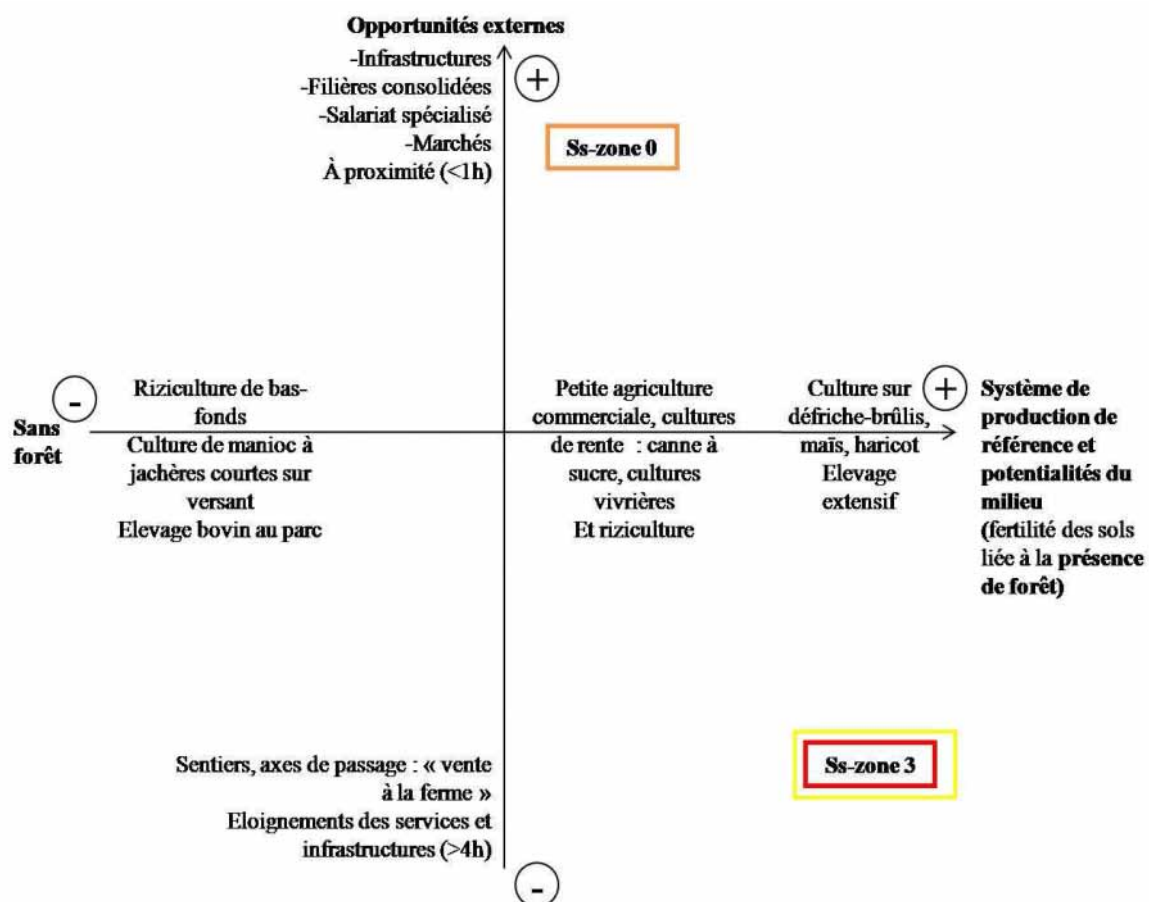 Opportunités externes
-Infrastructures
-Filières consolidées
-Salariat spécialisé
-Marchés
À proximité (<1h)
+
Ss-zone 0
-
Sans
forêt
Riziculture de bas-
fonds
Culture de manioc à
jachères courtes sur
versant
Elevage bovin au parc
Petite agriculture
commerciale, cultures
de rente : canne à
sucre, cultures
vivrières
Et riziculture
Culture sur
défriche-brûlis,
maïs, haricot
Elevage
extensif
+
Système de
production de
référence et
potentialités du
milieu
(fertilité des sols
liée à la présence
de forêt)
Sentiers, axes de passage : « vente
à la ferme »
Eloignements des services et
infrastructures (>4h)
Ss-zone 3
-